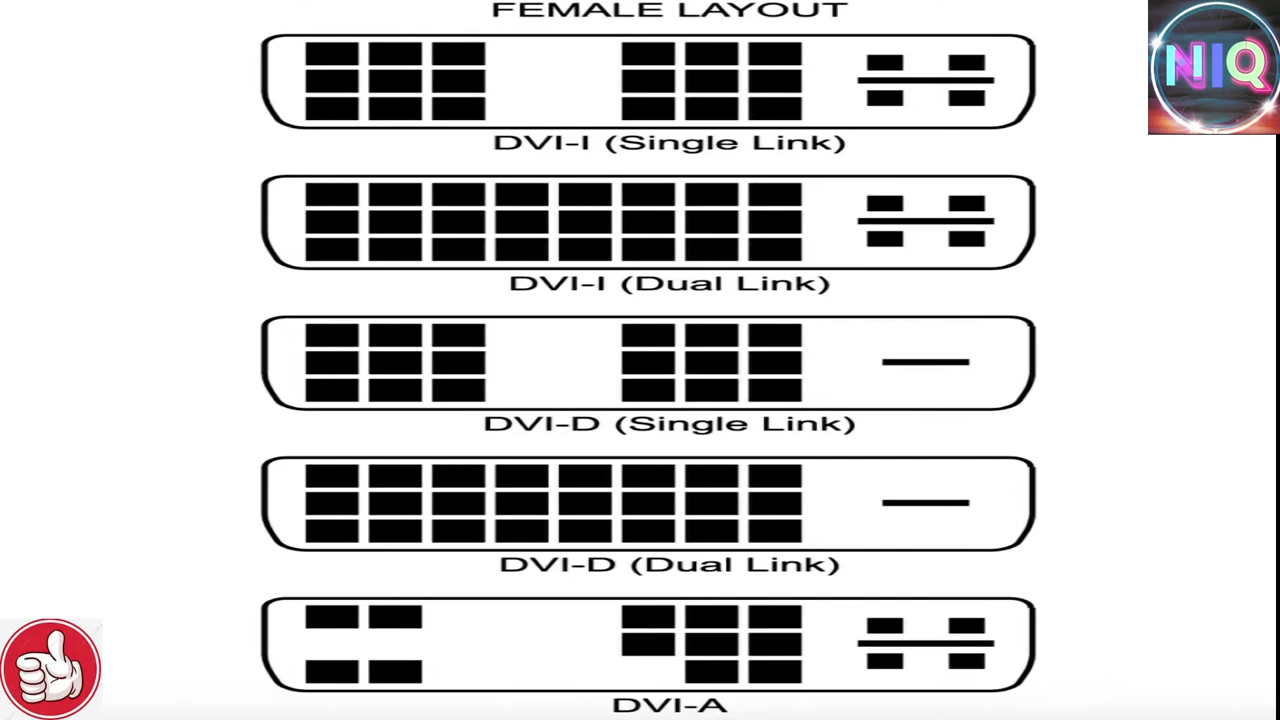 FEMALE LAYOUT
NIQ
DVI-I (Single Link)
DVI-I (Dual Link)
DVI-D (Single Link)
DVI-D (Dual Link)
DVI-A